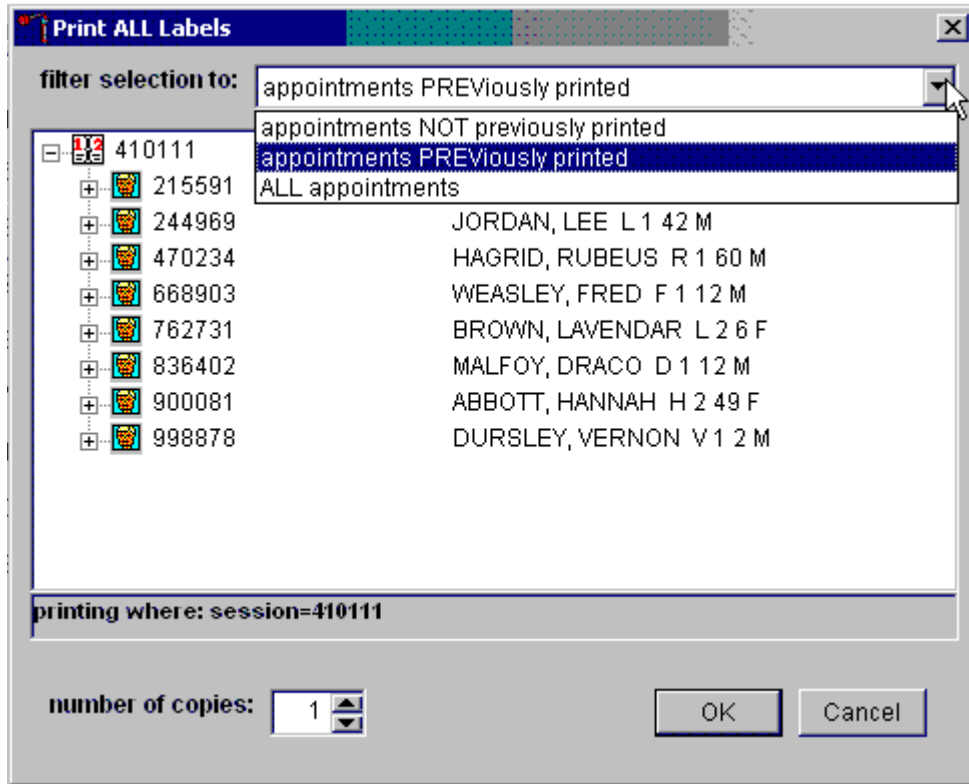 Print ALL Labels
filter selection to: appointments PREViously printed
appointments NOT previously printed
appointments PREViously printed
ALL appointments
410111
215591
244969 JORDAN, LEE L 1 42 M
470234 HAGRID, RUBEUS R 1 60 M
668903 WEASLEY, FRED F 1 12 M
762731 BROWN, LAVENDAR L 2 6 F
836402 MALFOY, DRACO D 1 12 M
900081 ABBOTT, HANNAH H 2 49 F
998878 DURSLEY, VERNON V 1 2 M
printing where: session=410111
number of copies: 1 OK Cancel